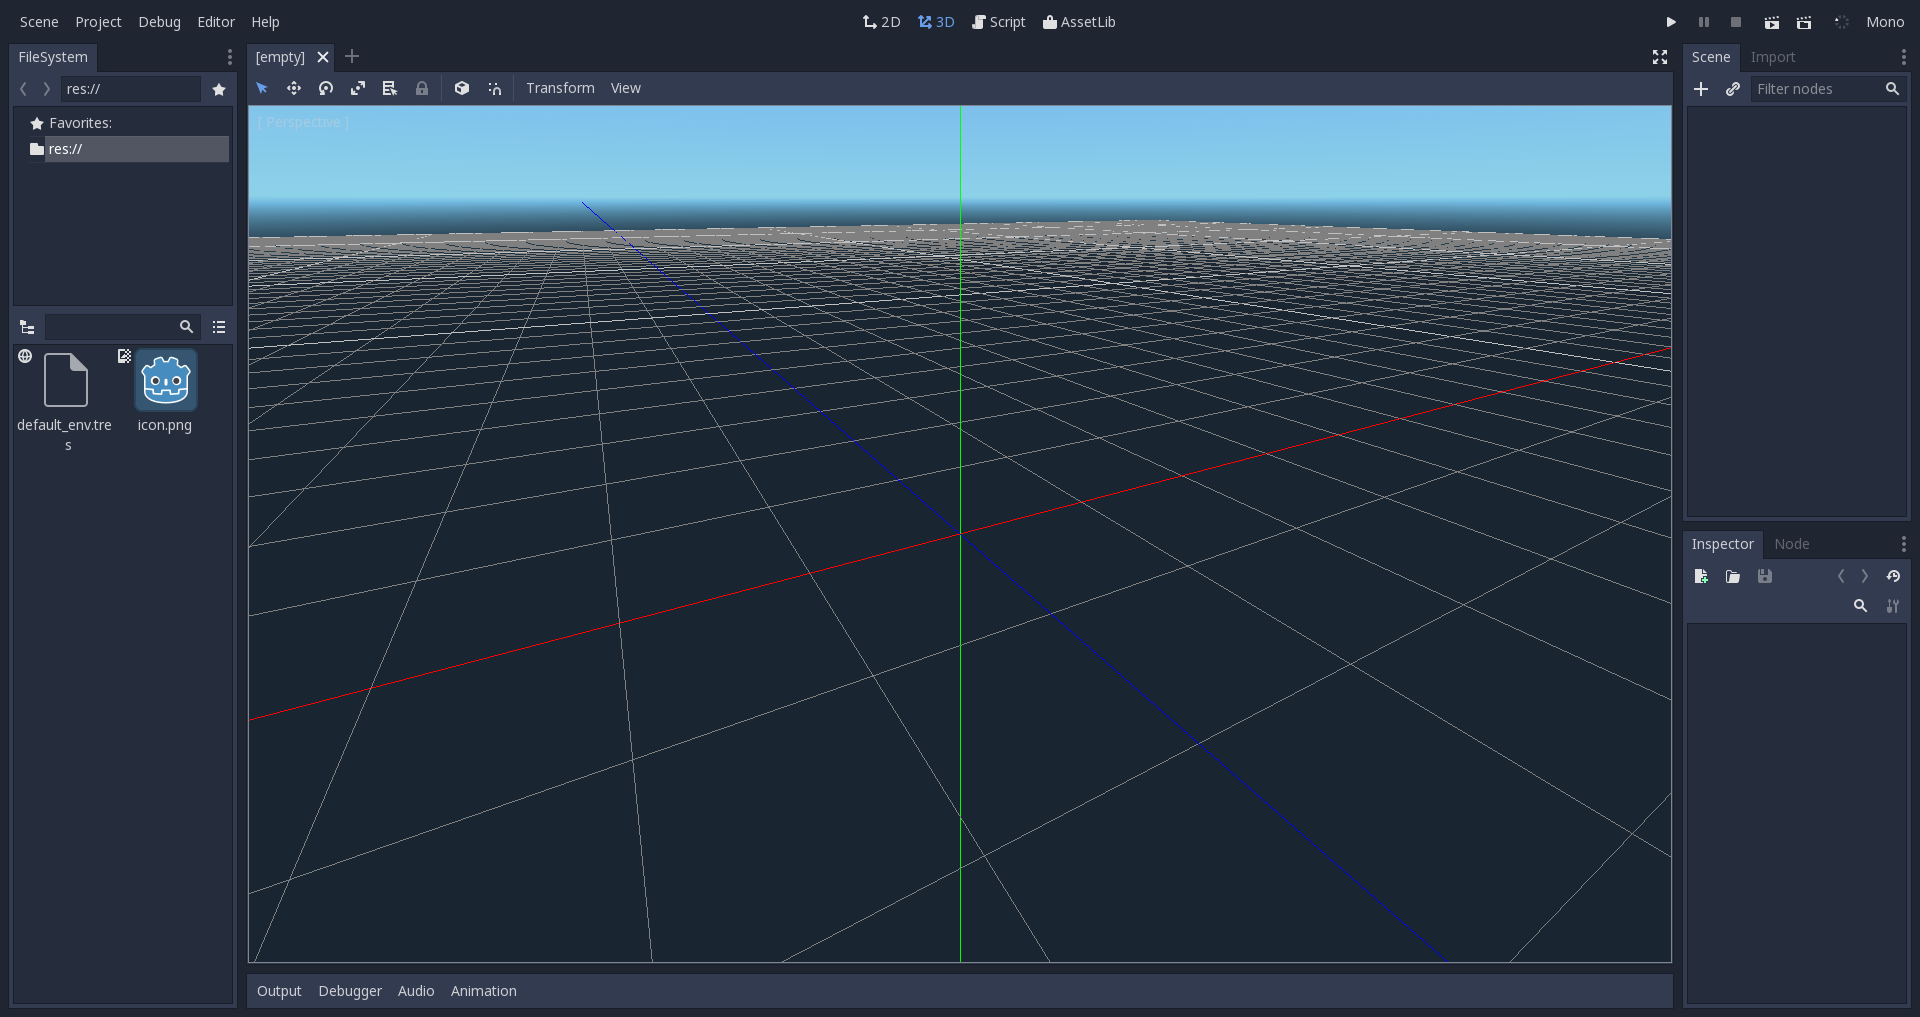 Scene Project Debug Editor Help 2D 3D Script AssetLib Mono
FileSystem
res://
Favorites:
res://
default_env.tre
s
icon.png
[empty]
Transform View
[ Perspective ]
Output Debugger Audio Animation
Scene Import
Filter nodes
Inspector Node